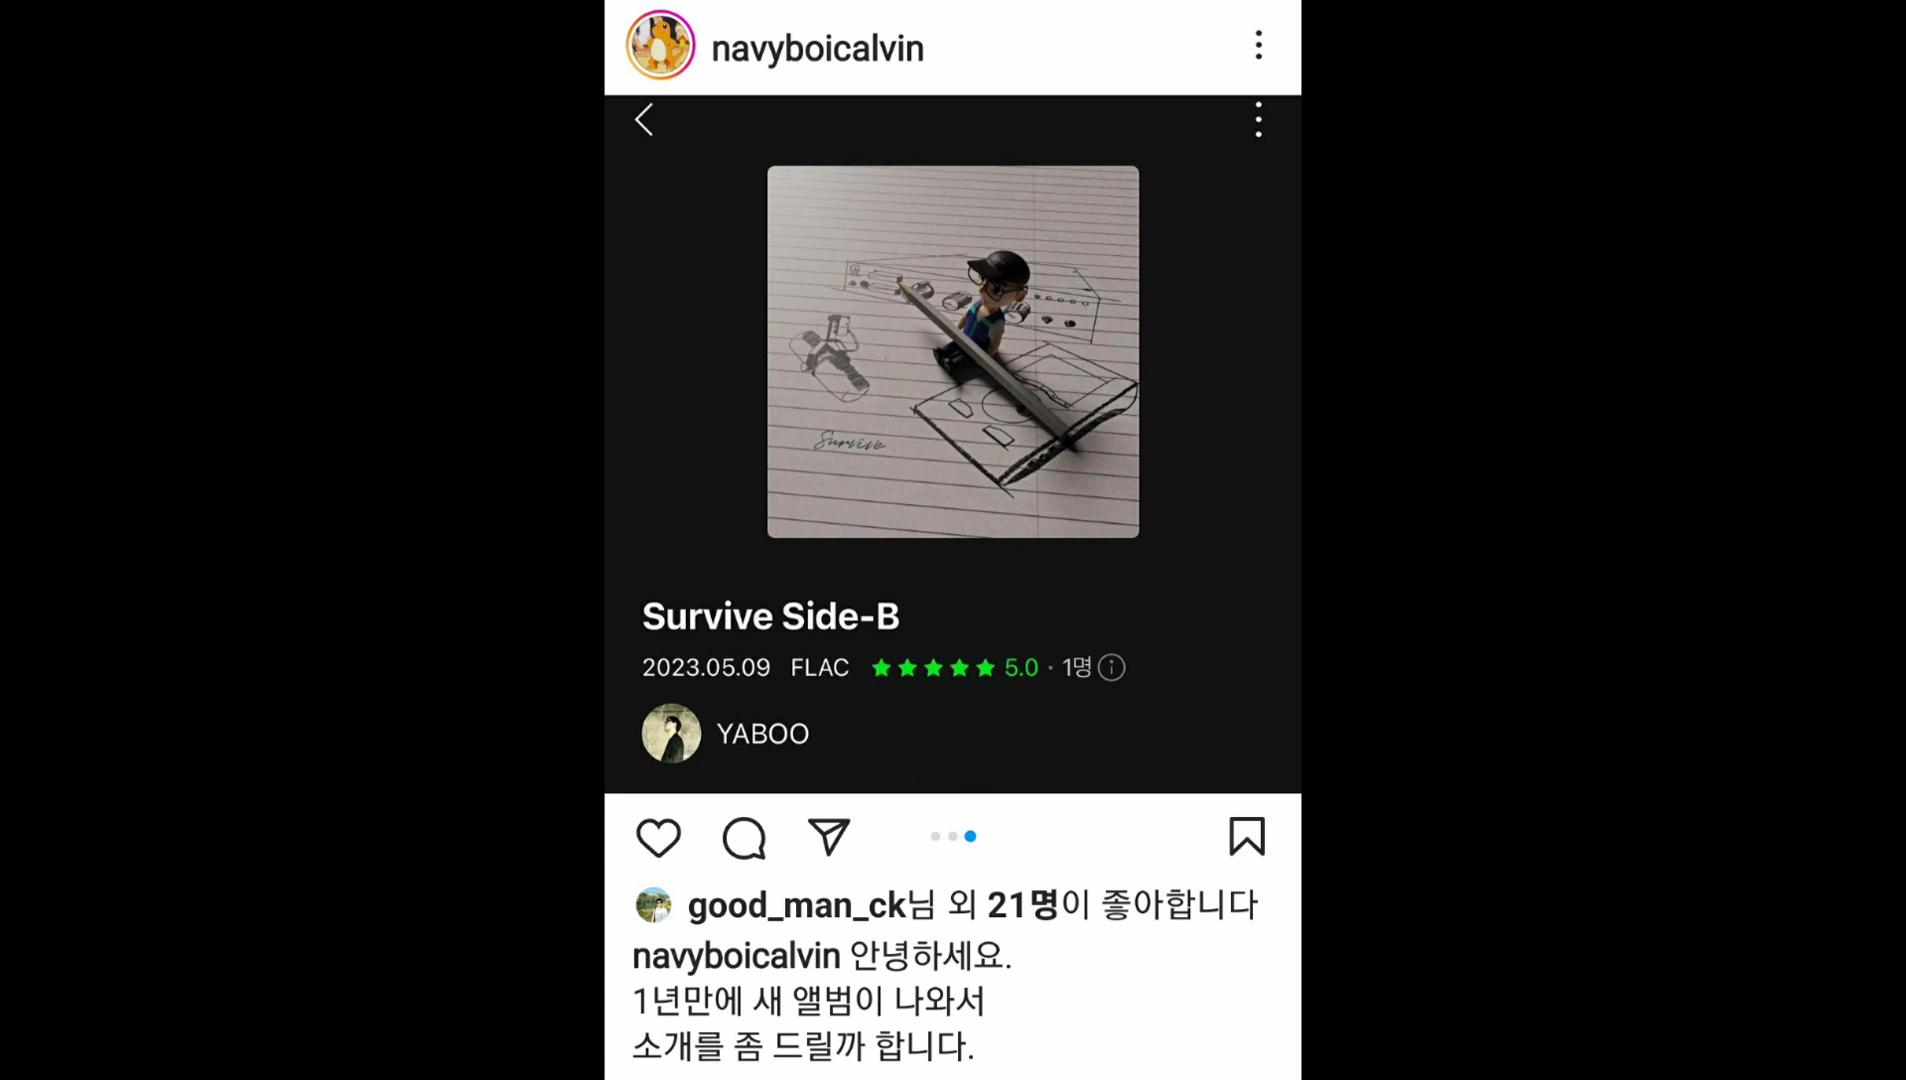 navyboicalvin
Survive
Survive Side-B
2023.05.09 FLAC ★★★★★ 5.0 · 1명
YABOO
good_man_ck님 외 21명이 좋아합니다
navyboicalvin 안녕하세요.
1년만에 새 앨범이 나와서
소개를 좀 드릴까 합니다.